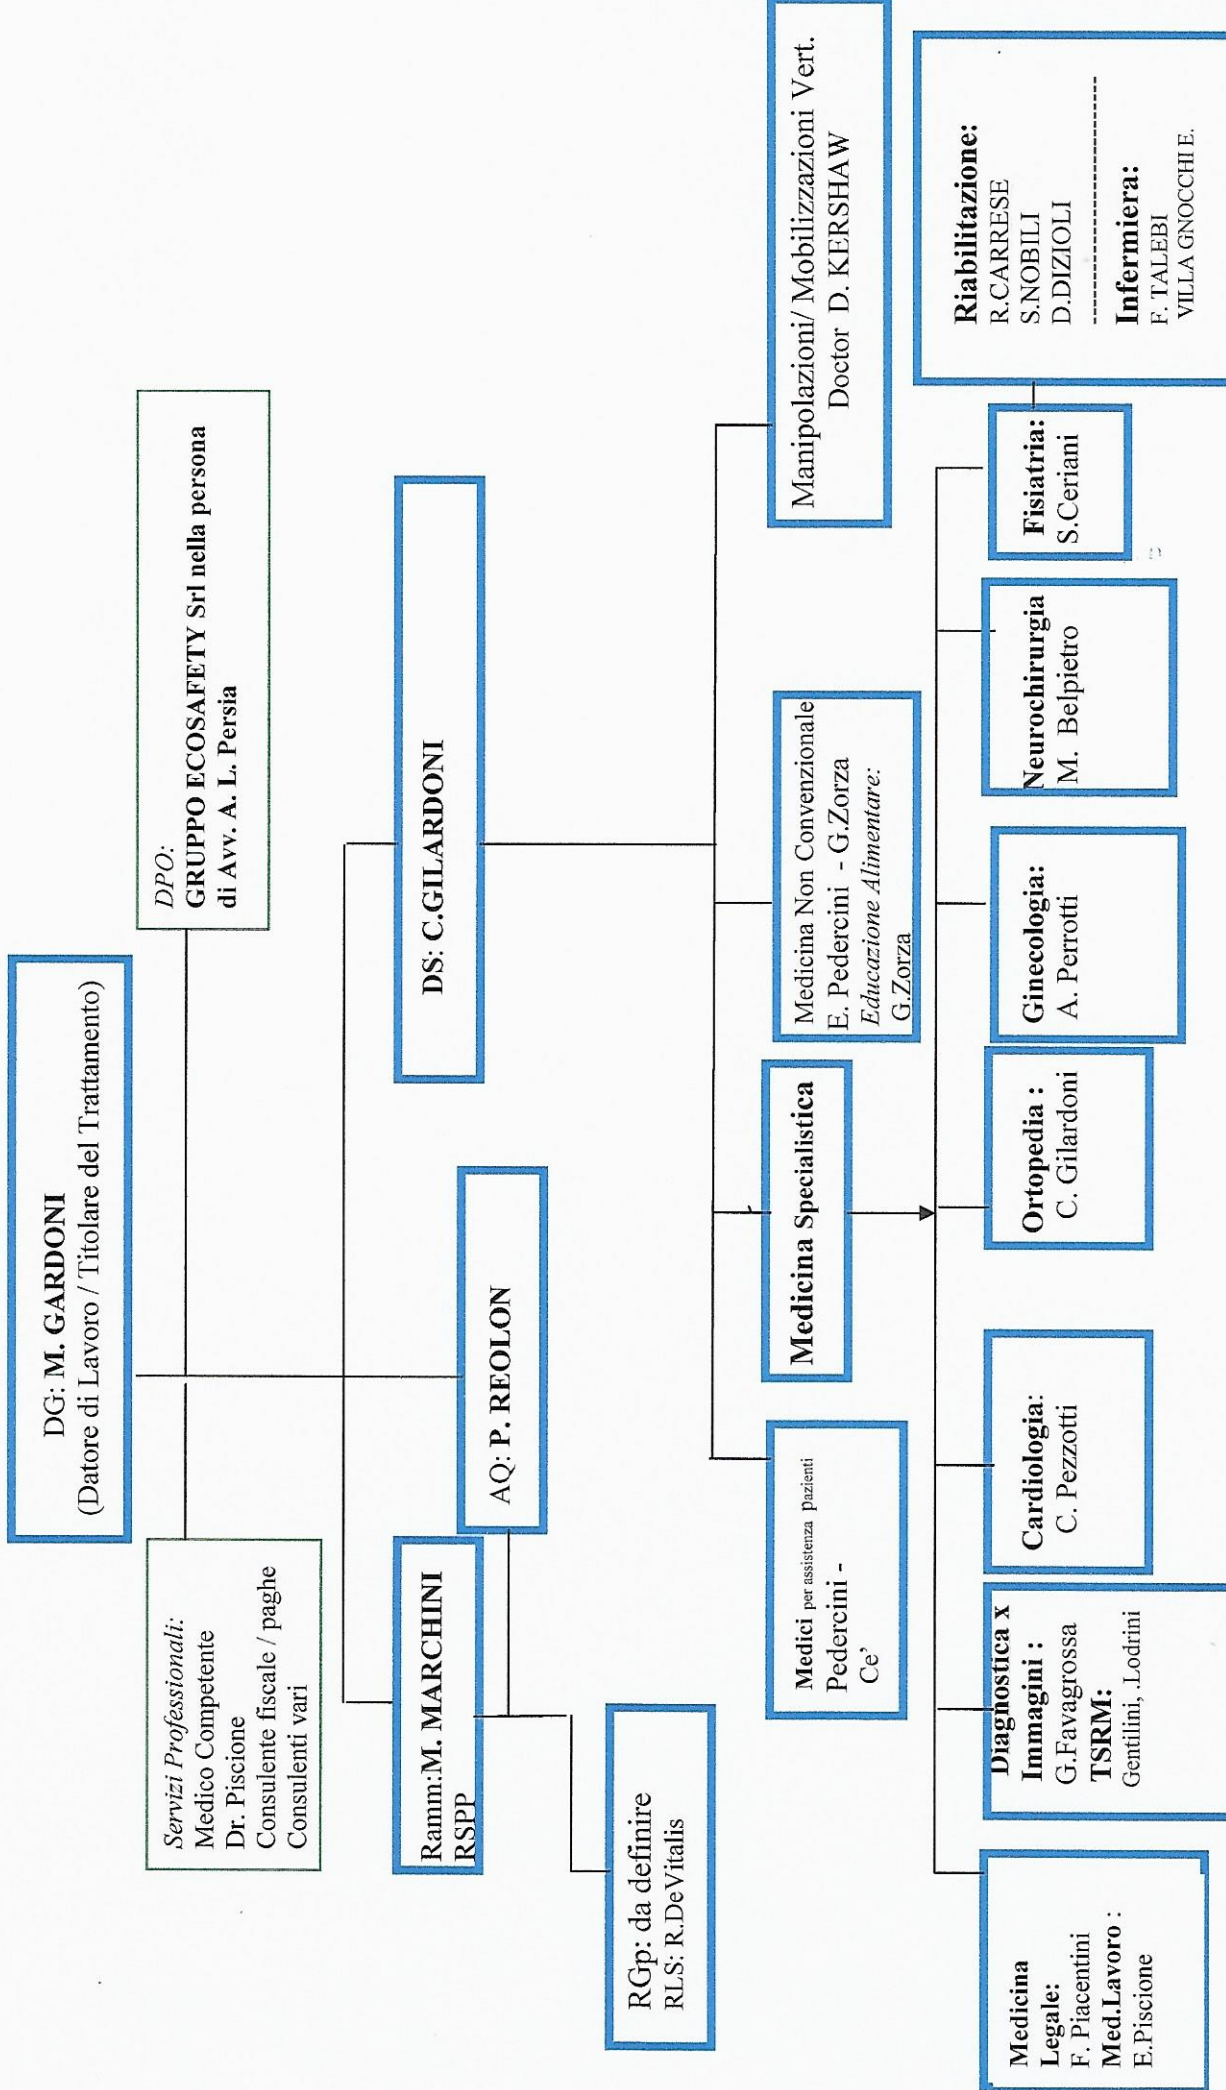 DG: M. GARDONI
(Datore di Lavoro / Titolare del Trattamento)
Servizi Professionali:
Medico Competente
Dr. Piscione
Consulente fiscale / paghe
Consulenti vari
DPO:
GRUPPO ECOSAFETY Srl nella persona
di Avv. A. L. Persia
Ramm:M. MARCHINI
RSPP
AQ: P. REOLON
DS: C.GILARDONI
RGp: da definire
RLS: R.DeVitalis
Medici per assistenza pazienti
Pedercini -
Ce’
Medicina Specialistica
Medicina Non Convenzionale
E. Pedercini - G.Zorza
Educazione Alimentare:
G.Zorza
Manipolazioni/ Mobilizzazioni Vert.
Doctor D. KERSHAW
Medicina
Legale:
F. Piacentini
Med.Lavoro :
E.Piscione
Diagnostica x
Immagini :
G.Favagrossa
TSRM:
Gentilini, .Lodrini
Cardiologia:
C. Pezzotti
Ortopedia :
C. Gilardoni
Ginecologia:
A. Perrotti
Neurochirurgia
M. Belpietro
Fisiatria:
S.Ceriani
Riabilitazione:
R.CARRESE
S.NOBILI
D.DIZIOLI
------------------------------
Infermiera:
F. TALEBI
VILLA GNOCCHI E.